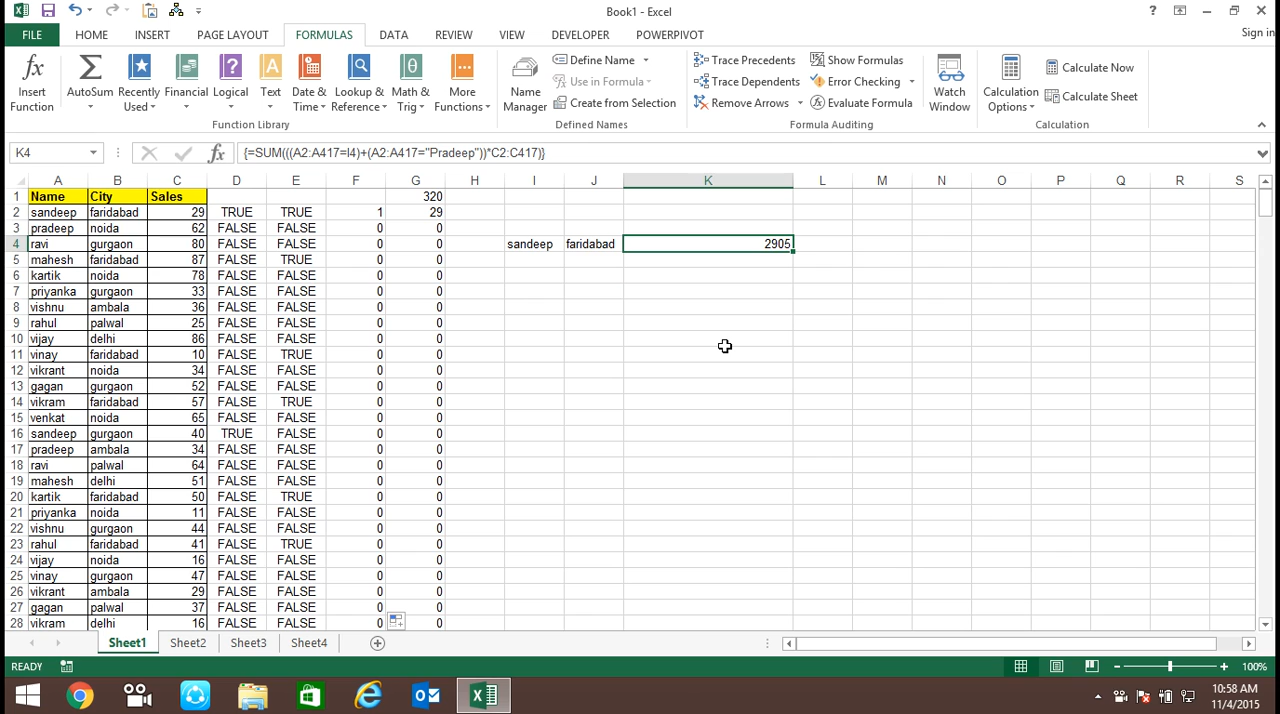 Book1 - Excel
?
FILE HOME INSERT PAGE LAYOUT FORMULAS DATA REVIEW VIEW DEVELOPER POWERPIVOT Sign in
Insert Function
AutoSum
Recently Used
Financial
Logical
Text
Date & Time
Lookup & Reference
Math & Trig
More Functions
Function Library
Name Manager
Define Name
Use in Formula
Create from Selection
Defined Names
Trace Precedents
Trace Dependents
Remove Arrows
Show Formulas
Error Checking
Evaluate Formula
Watch Window
Formula Auditing
Calculation Options
Calculate Now
Calculate Sheet
Calculation
K4 fx {=SUM(((A2:A417=I4)+(A2:A417="Pradeep"))*C2:C417)}
A B C D E F G H I J K L M N O P Q R S
1 Name City Sales 320
2 sandeep faridabad 29 TRUE TRUE 1 29
3 pradeep noida 62 FALSE FALSE 0 0
4 ravi gurgaon 80 FALSE FALSE 0 0 sandeep faridabad 2905
5 mahesh faridabad 87 FALSE TRUE 0 0
6 kartik noida 78 FALSE FALSE 0 0
7 priyanka gurgaon 33 FALSE FALSE 0 0
8 vishnu ambala 36 FALSE FALSE 0 0
9 rahul palwal 25 FALSE FALSE 0 0
10 vijay delhi 86 FALSE FALSE 0 0
11 vinay faridabad 10 FALSE TRUE 0 0
12 vikrant noida 34 FALSE FALSE 0 0
13 gagan gurgaon 52 FALSE FALSE 0 0
14 vikram faridabad 57 FALSE TRUE 0 0
15 venkat noida 65 FALSE FALSE 0 0
16 sandeep gurgaon 40 TRUE FALSE 0 0
17 pradeep ambala 34 FALSE FALSE 0 0
18 ravi palwal 64 FALSE FALSE 0 0
19 mahesh delhi 51 FALSE FALSE 0 0
20 kartik faridabad 50 FALSE TRUE 0 0
21 priyanka noida 11 FALSE FALSE 0 0
22 vishnu gurgaon 44 FALSE FALSE 0 0
23 rahul faridabad 41 FALSE TRUE 0 0
24 vijay noida 16 FALSE FALSE 0 0
25 vinay gurgaon 47 FALSE FALSE 0 0
26 vikrant ambala 29 FALSE FALSE 0 0
27 gagan palwal 37 FALSE FALSE 0 0
28 vikram delhi 16 FALSE FALSE 0 0
Sheet1 Sheet2 Sheet3 Sheet4
READY 100%
10:58 AM
11/4/2015